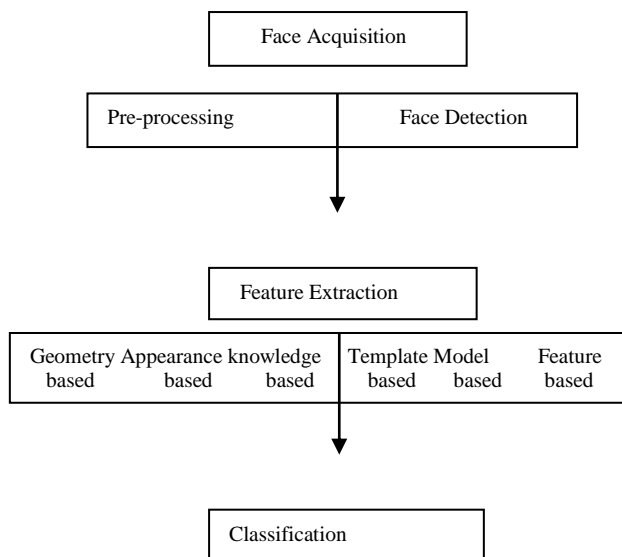 Face Acquisition
Pre-processing Face Detection
Feature Extraction
Geometry Appearance knowledge Template Model Feature
based based based based based based
Classification